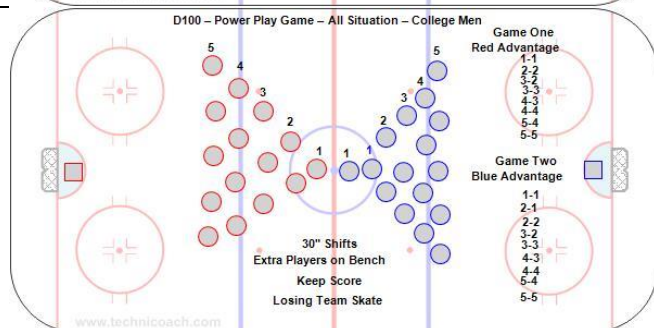 D100 – Power Play Game – All Situation – College Men
5
4
3
2
1
1
1
2
3
4
5
Game One
Red Advantage
1-1
2-2
3-2
3-3
4-3
4-4
5-4
5-5
Game Two
Blue Advantage
1-1
2-1
2-2
3-2
3-3
4-3
4-4
5-4
5-5
30" Shifts
Extra Players on Bench
Keep Score
Losing Team Skate
www.technicoach.com